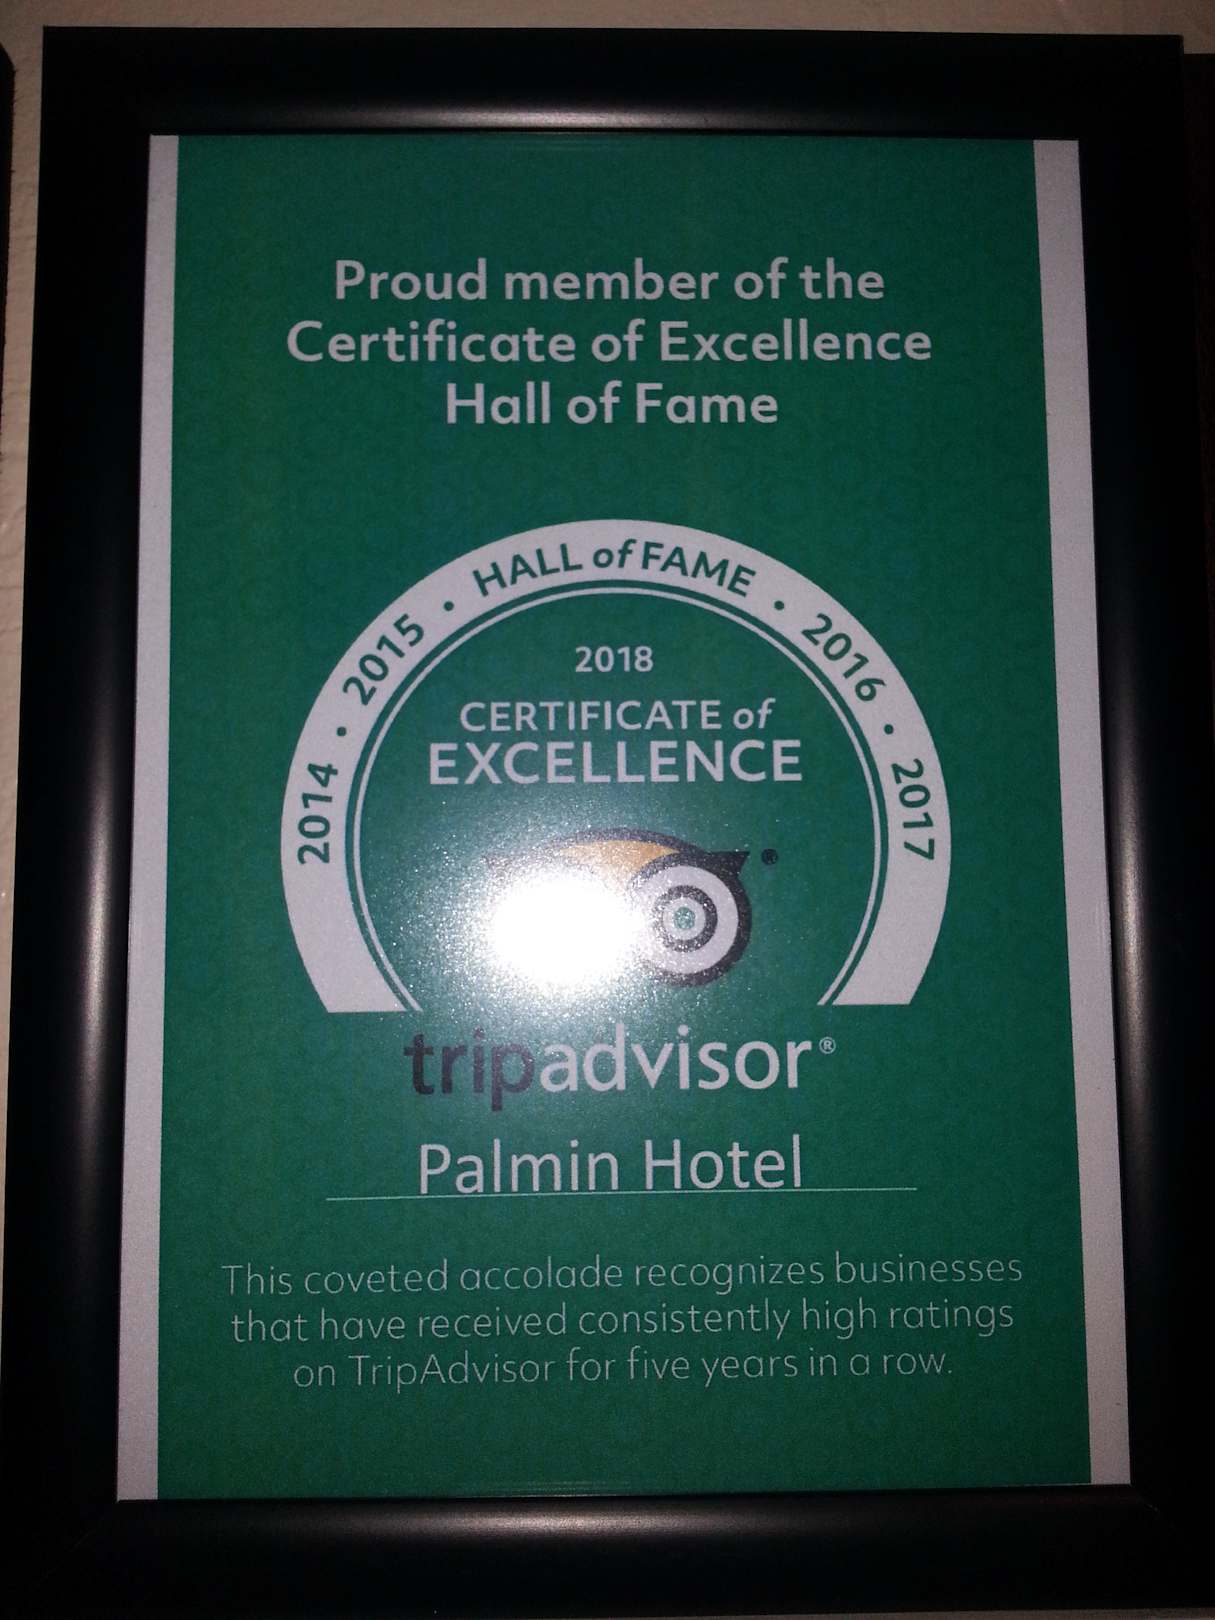 Proud member of the
Certificate of Excellence
Hall of Fame
2014 • 2015 • HALL of FAME • 2016 • 2017
2018
CERTIFICATE of
EXCELLENCE
®
tripadvisor®
Palmin Hotel
This coveted accolade recognizes businesses
that have received consistently high ratings
on TripAdvisor for five years in a row.